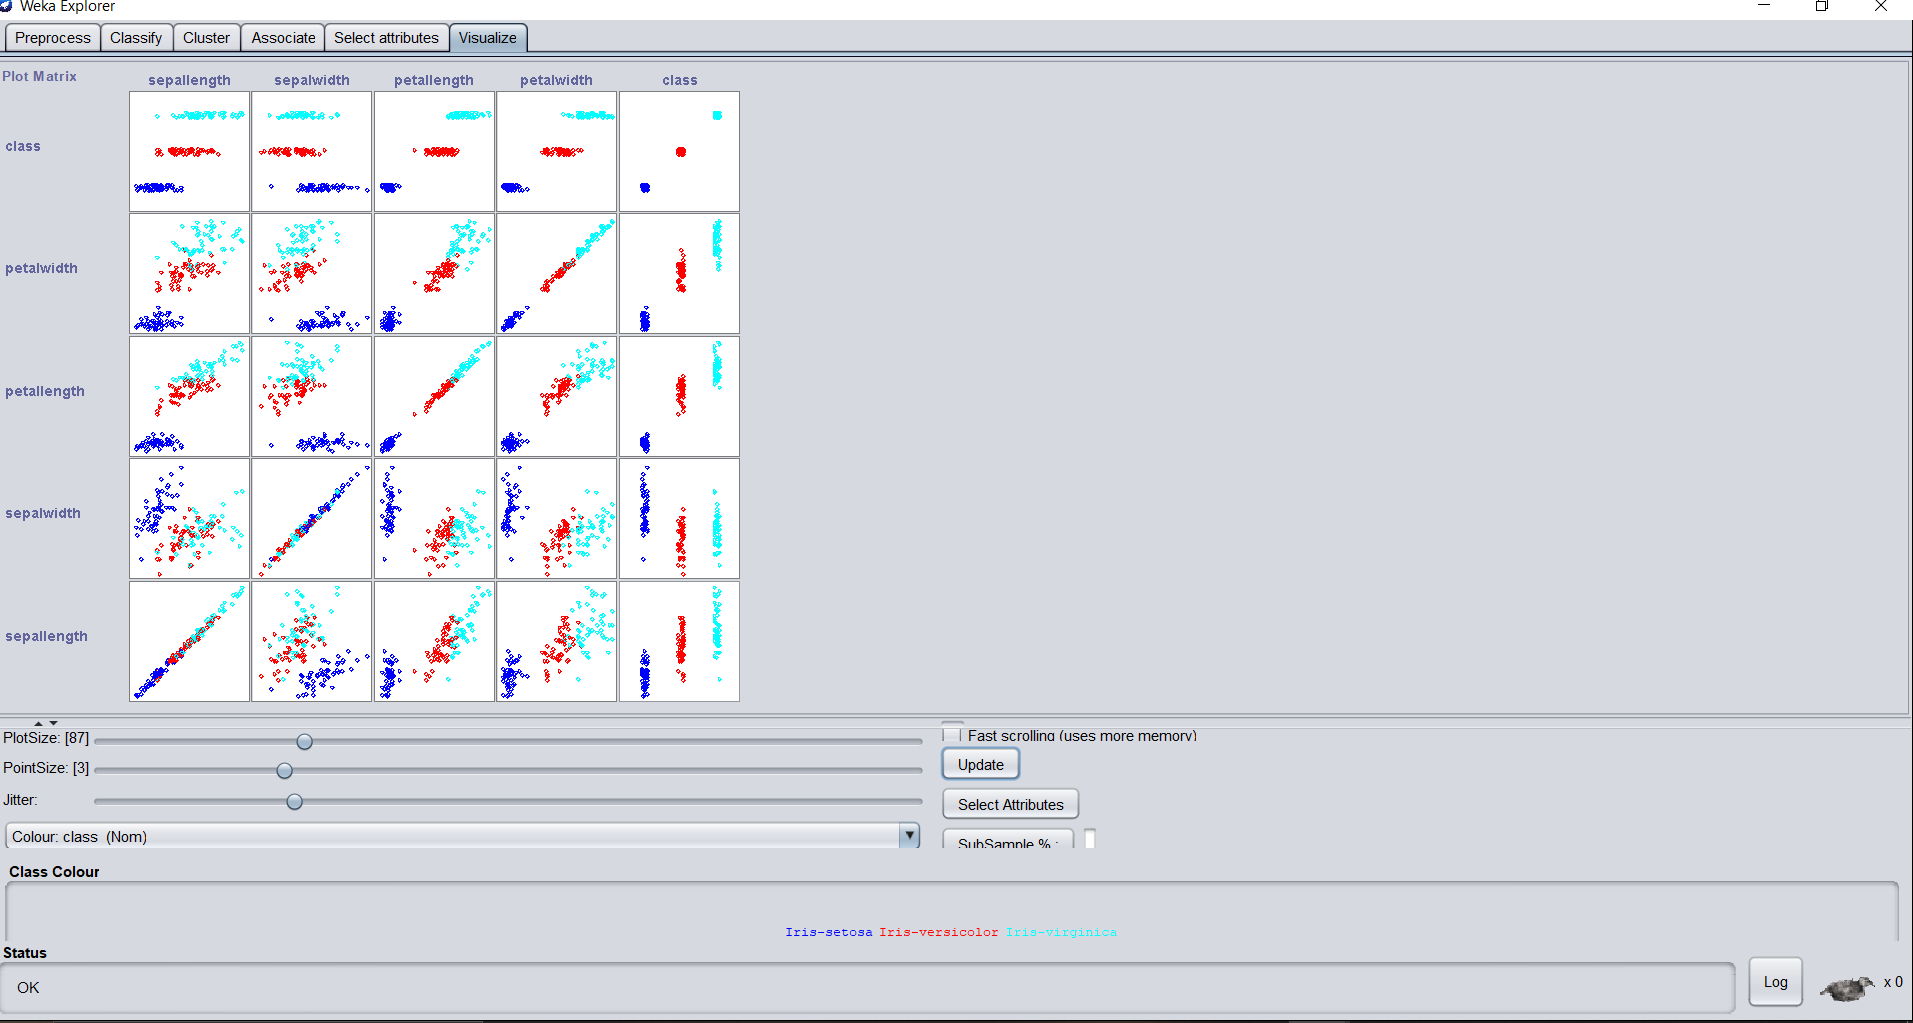 Weka Explorer
Preprocess Classify Cluster Associate Select attributes Visualize
Plot Matrix sepallength sepalwidth petallength petalwidth class
class
petalwidth
petallength
sepalwidth
sepallength
PlotSize: [87]
PointSize: [3]
Jitter:
Colour: class (Nom)
Fast scrolling (uses more memory)
Update
Select Attributes
SubSample % :
Class Colour
Iris-setosa Iris-versicolor Iris-virginica
Status
OK
Log
x 0